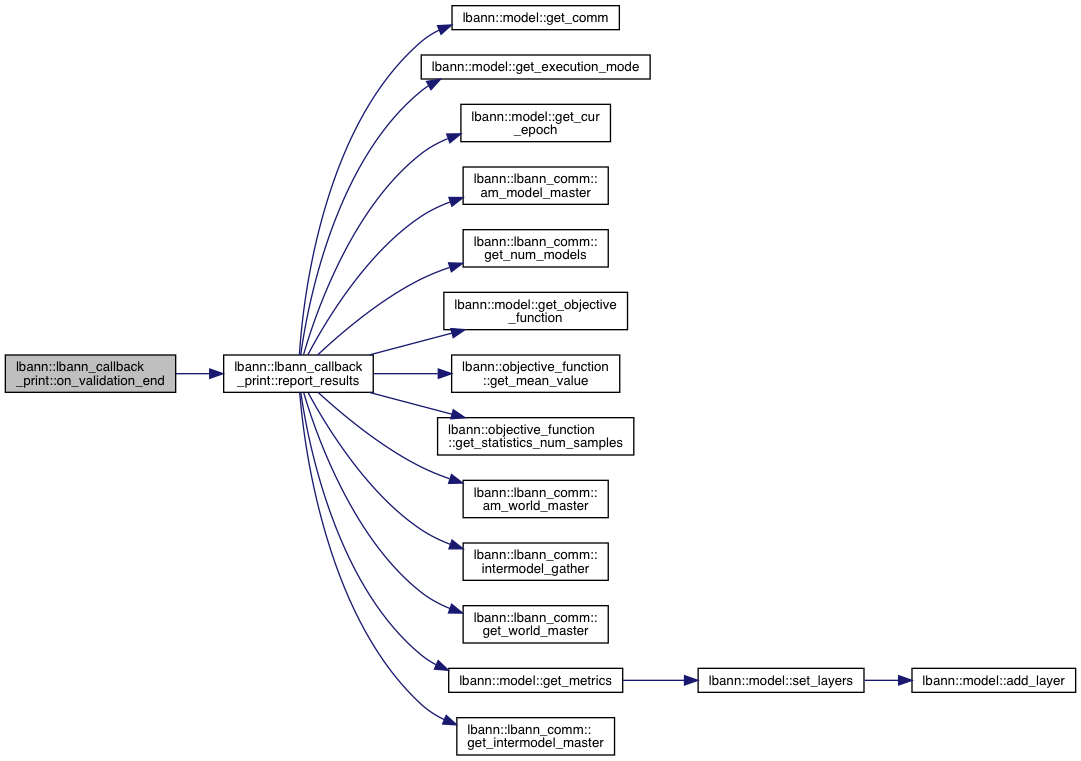 lbann::model::get_comm
lbann::model::get_execution_mode
lbann::model::get_cur
_epoch
lbann::lbann_comm::
am_model_master
lbann::lbann_comm::
get_num_models
lbann::model::get_objective
_function
lbann::lbann_callback
_print::on_validation_end
lbann::lbann_callback
_print::report_results
lbann::objective_function
::get_mean_value
lbann::objective_function
::get_statistics_num_samples
lbann::lbann_comm::
am_world_master
lbann::lbann_comm::
intermodel_gather
lbann::lbann_comm::
get_world_master
lbann::model::get_metrics
lbann::model::set_layers
lbann::model::add_layer
lbann::lbann_comm::
get_intermodel_master